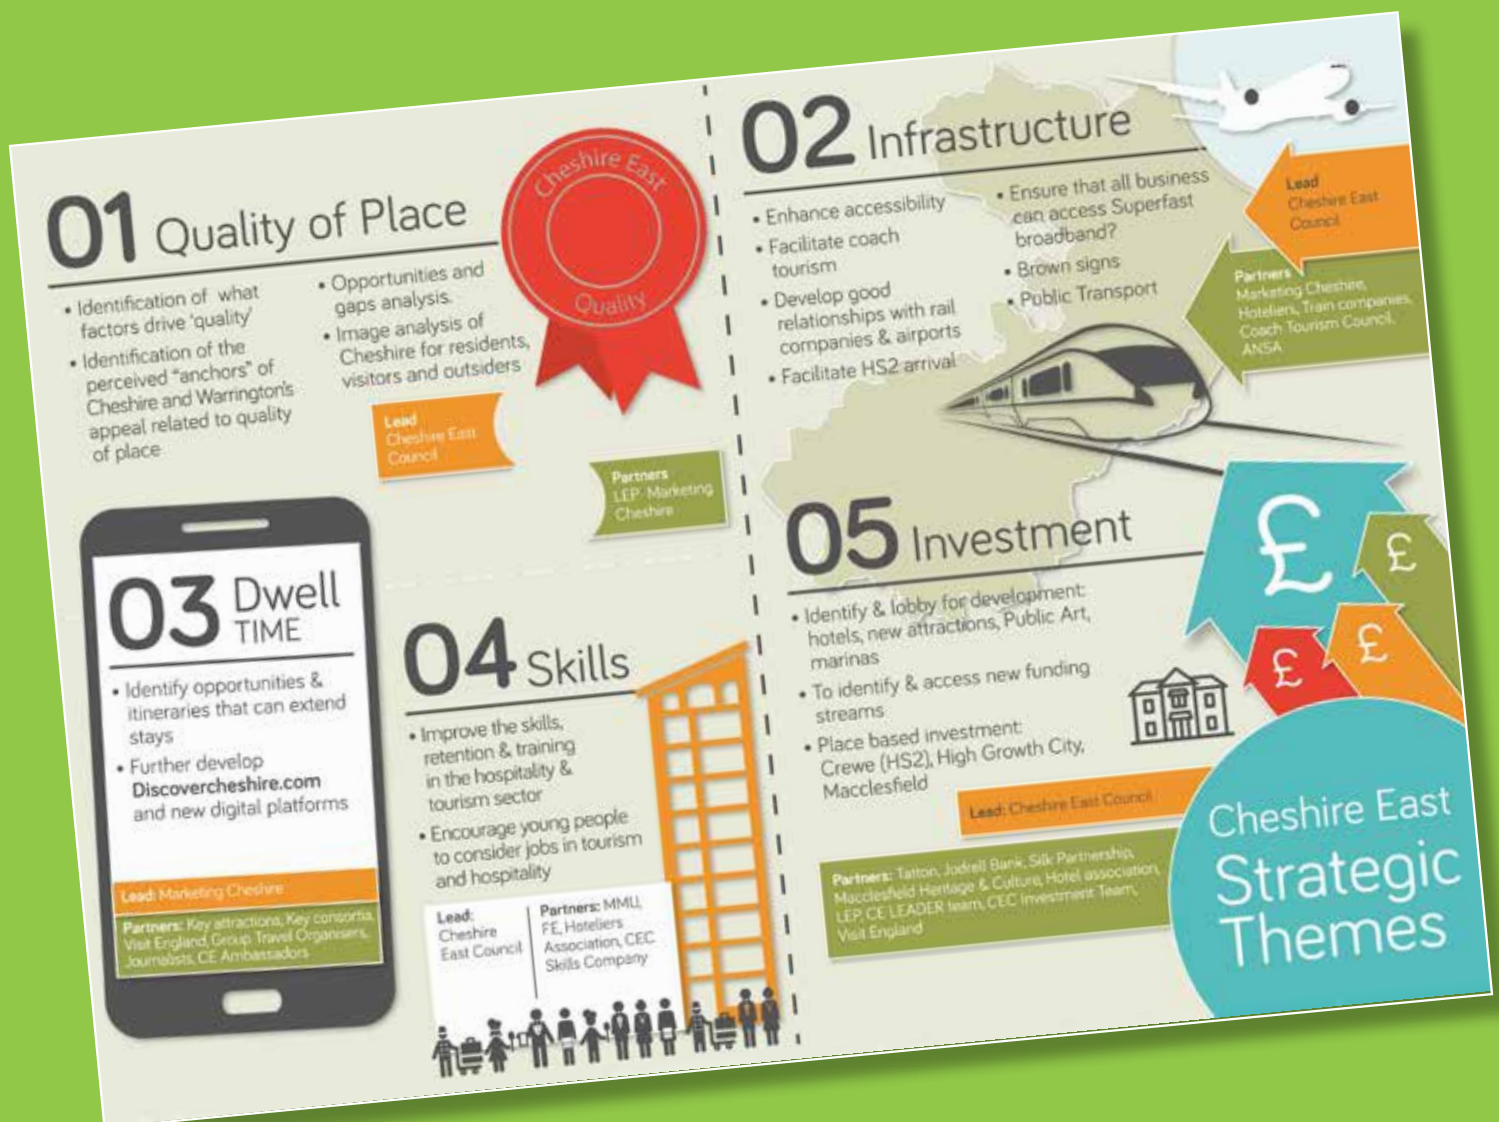 01 Quality of Place
• Identification of what
factors drive 'quality'
• Identification of the
perceived "anchors" of
Cheshire and Warrington's
appeal related to quality
of place
• Opportunities and
gaps analysis.
• Image analysis of
Cheshire for residents,
visitors and outsiders
Cheshire East
Quality
Lead
Cheshire East
Council
Partners
LEP Marketing
Cheshire
02 Infrastructure
• Enhance accessibility
• Facilitate coach
tourism
• Develop good
relationships with rail
companies & airports
• Facilitate HS2 arrival
• Ensure that all business
can access Superfast
broadband?
• Brown signs
• Public Transport
Lead
Cheshire East
Council
Partners
Marketing Cheshire,
Hoteliers, Train companies,
Coach Tourism Council,
ANSA
03 Dwell
TIME
• Identify opportunities &
itineraries that can extend
stays
• Further develop
Discovercheshire.com
and new digital platforms
Lead: Marketing Cheshire
Partners: Key attractions, Key consortia,
Visit England, Group Travel Organisers,
Journalists, CE Ambassadors
04 Skills
• Improve the skills,
retention & training
in the hospitality &
tourism sector
• Encourage young people
to consider jobs in tourism
and hospitality
Lead:
Cheshire
East Council
Partners: MMU,
FE, Hoteliers
Association, CEC
Skills Company
05 Investment
• Identify & lobby for development:
hotels, new attractions, Public Art,
marinas
• To identify & access new funding
streams
• Place based investment:
Crewe (HS2), High Growth City,
Macclesfield
Lead: Cheshire East Council
Partners: Tatton, Jodrell Bank, Silk Partnership,
Macclesfield Heritage & Culture, Hotel association,
LEP, CE LEADER team, CEC Investment Team,
Visit England
£
£
£
£
Cheshire East
Strategic
Themes